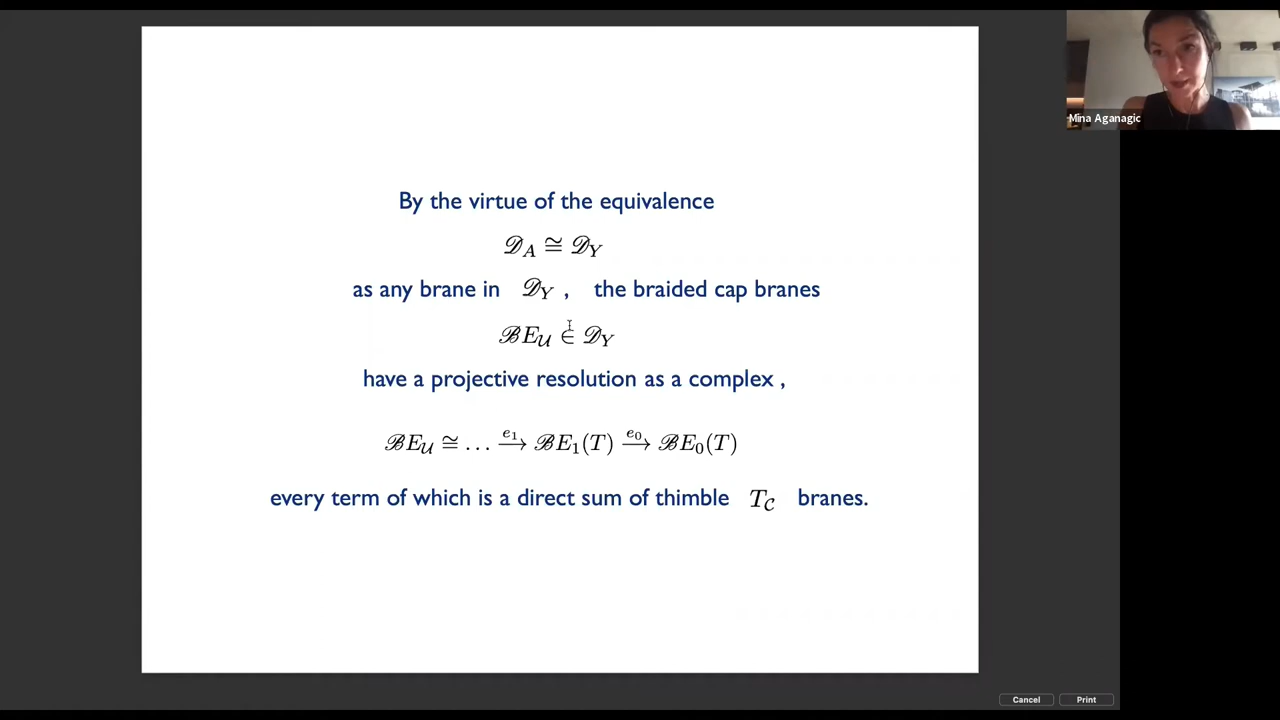 By the virtue of the equivalence
𝒟_A ≅ 𝒟_Y
as any brane in 𝒟_Y , the braided cap branes
ℬE_𝒰 ∈ 𝒟_Y
have a projective resolution as a complex ,
ℬE_𝒰 ≅ … —e_1→ ℬE_1(T) —e_0→ ℬE_0(T)
every term of which is a direct sum of thimble T_𝒞 branes.
Mina Aganagic
Cancel Print